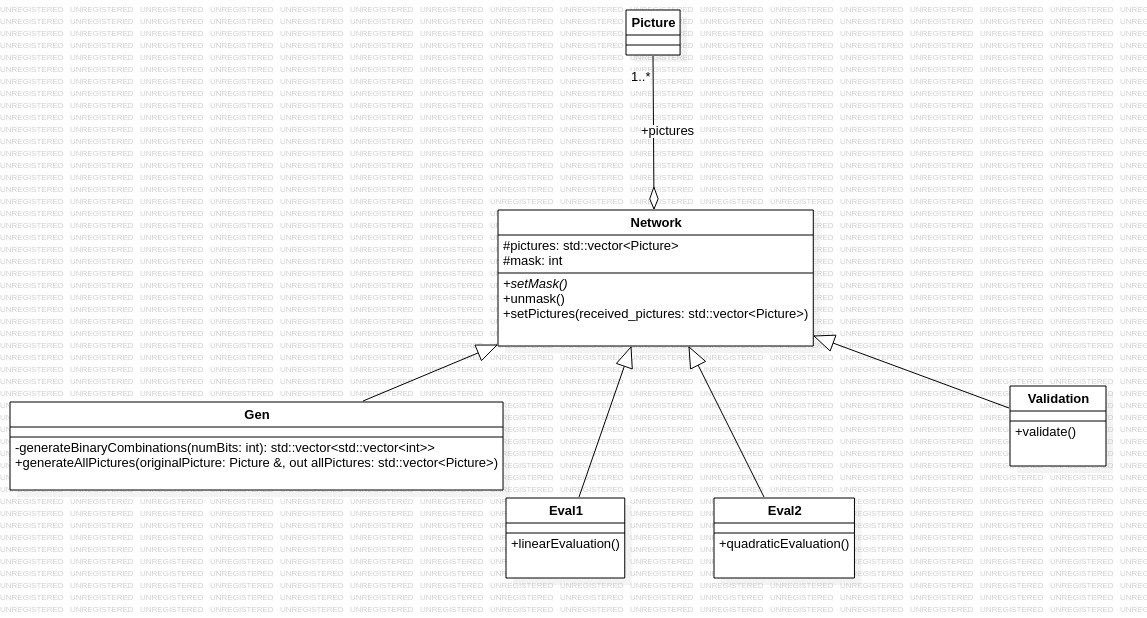 Picture
1..*
+pictures
Network
#pictures: std::vector<Picture>
#mask: int
+setMask()
+unmask()
+setPictures(received_pictures: std::vector<Picture>)
Gen
-generateBinaryCombinations(numBits: int): std::vector<std::vector<int>>
+generateAllPictures(originalPicture: Picture &, out allPictures: std::vector<Picture>)
Validation
+validate()
Eval1
+linearEvaluation()
Eval2
+quadraticEvaluation()
UNREGISTERED